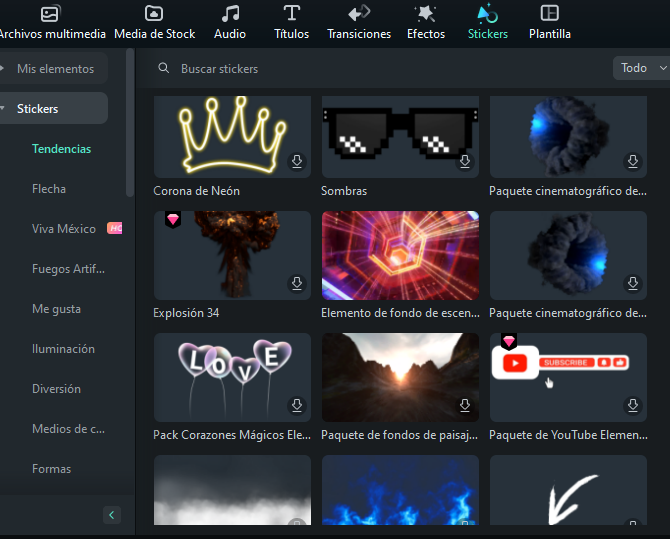 Archivos multimedia
Media de Stock
Audio
Títulos
Transiciones
Efectos
Stickers
Plantilla
Mis elementos
Buscar stickers
Todo
Stickers
Tendencias
Flecha
Viva México
HO
Fuegos Artif...
Me gusta
Iluminación
Diversión
Medios de c...
Formas
Corona de Neón
Sombras
Paquete cinematográfico de...
Explosión 34
Elemento de fondo de escen...
Paquete cinematográfico de...
LOVE
SUBSCRIBE
Pack Corazones Mágicos Ele...
Paquete de fondos de paisaj...
Paquete de YouTube Elemen...